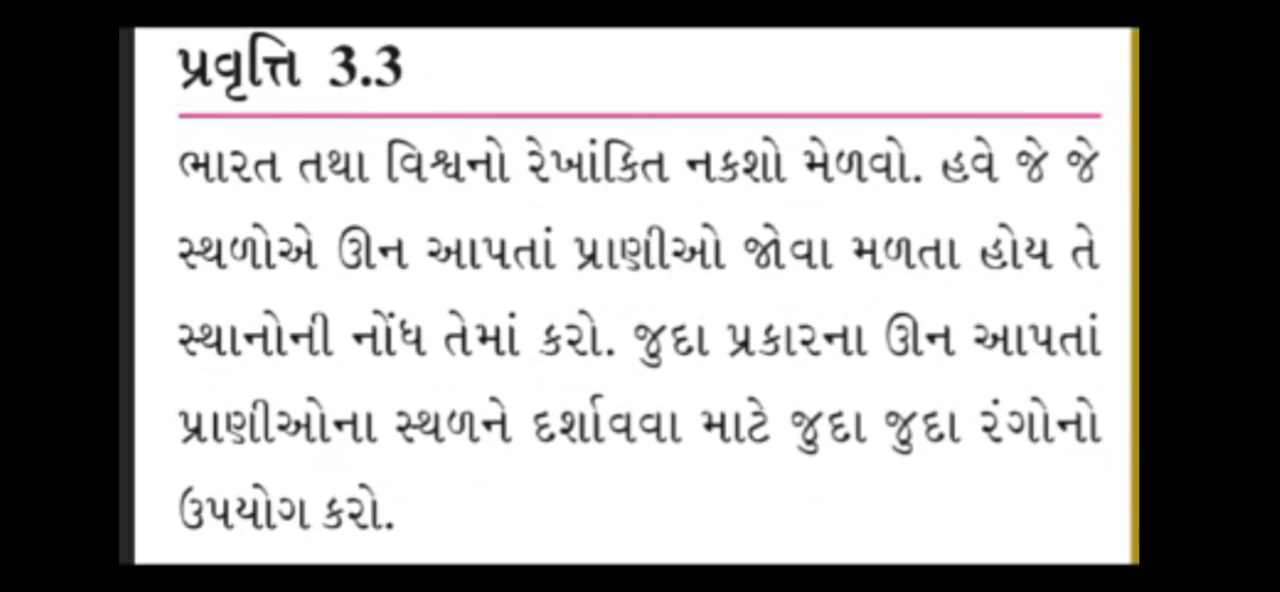 પ્રવૃત્તિ 3.3
ભારત તથા વિશ્વનો રેખાંકિત નકશો મેળવો. હવે જે જે
સ્થળોએ ઊન આપતાં પ્રાણીઓ જોવા મળતા હોય તે
સ્થાનોની નોંધ તેમાં કરો. જુદા પ્રકારના ઊન આપતાં
પ્રાણીઓના સ્થળને દર્શાવવા માટે જુદા જુદા રંગોનો
ઉપયોગ કરો.